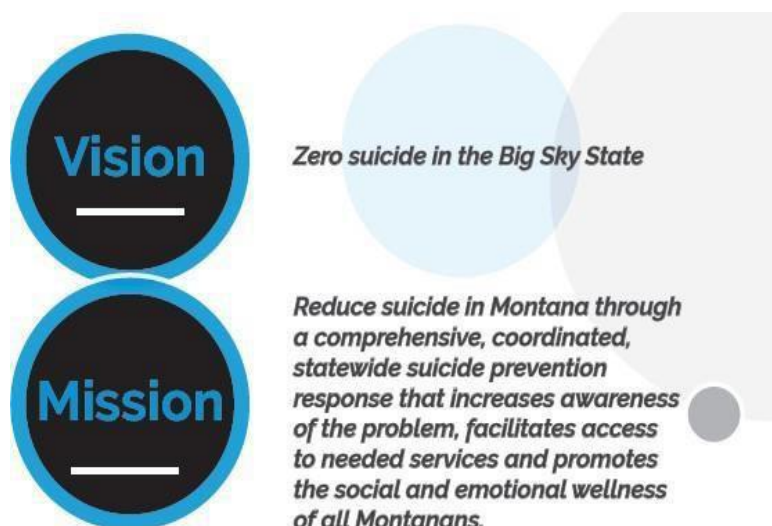 Vision
Zero suicide in the Big Sky State
Mission
Reduce suicide in Montana through
a comprehensive, coordinated,
statewide suicide prevention
response that increases awareness
of the problem, facilitates access
to needed services and promotes
the social and emotional wellness
of all Montanans.